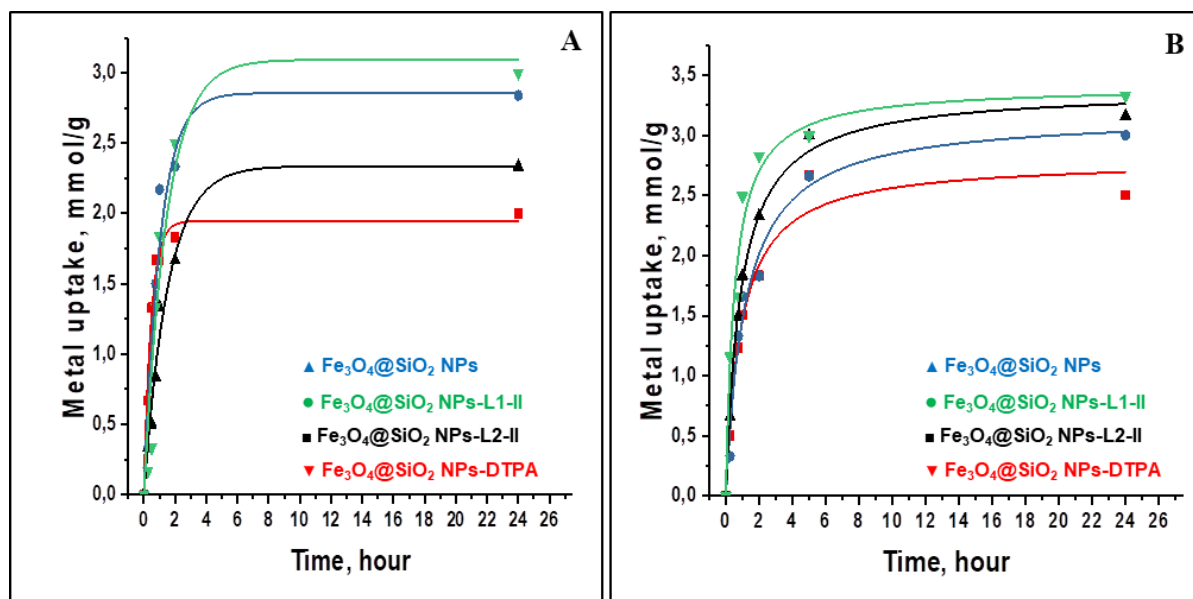 A
Metal uptake, mmol/g
3,0
2,5
2,0
1,5
1,0
0,5
0,0
Fe₃O₄@SiO₂ NPs
Fe₃O₄@SiO₂ NPs-L1-II
Fe₃O₄@SiO₂ NPs-L2-II
Fe₃O₄@SiO₂ NPs-DTPA
0 2 4 6 8 10 12 14 16 18 20 22 24 26
Time, hour
B
Metal uptake, mmol/g
3,5
3,0
2,5
2,0
1,5
1,0
0,5
0,0
Fe₃O₄@SiO₂ NPs
Fe₃O₄@SiO₂ NPs-L1-II
Fe₃O₄@SiO₂ NPs-L2-II
Fe₃O₄@SiO₂ NPs-DTPA
0 2 4 6 8 10 12 14 16 18 20 22 24 26
Time, hour